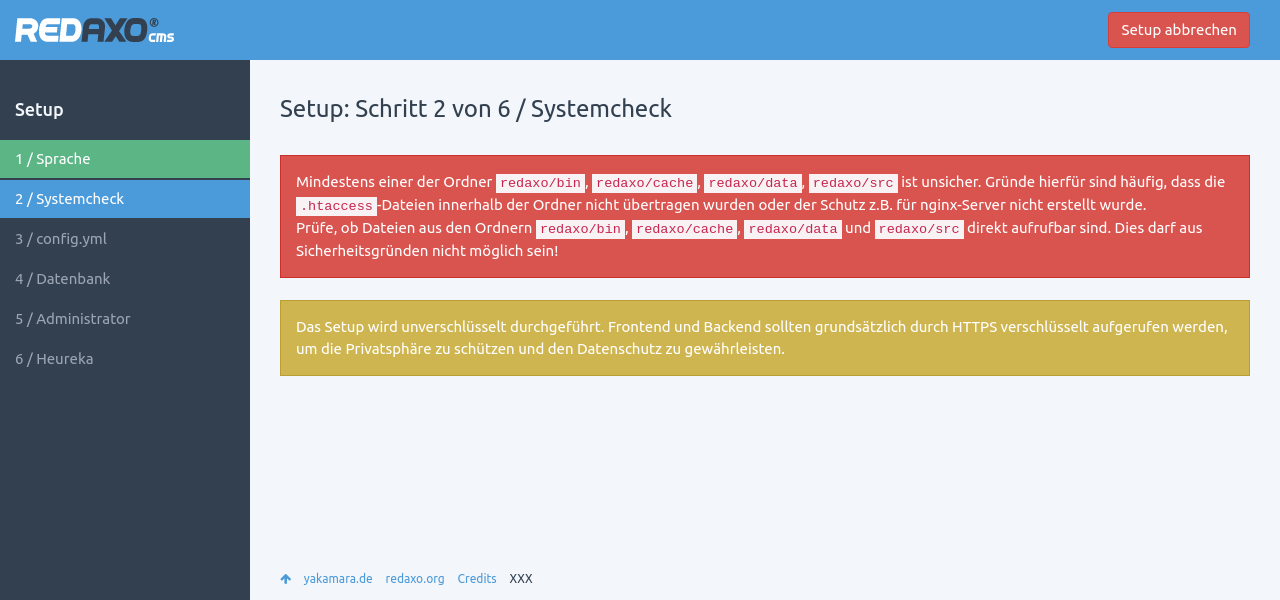 REDAXO® cms
Setup abbrechen
Setup
1 / Sprache
2 / Systemcheck
3 / config.yml
4 / Datenbank
5 / Administrator
6 / Heureka
Setup: Schritt 2 von 6 / Systemcheck
Mindestens einer der Ordner redaxo/bin, redaxo/cache, redaxo/data, redaxo/src ist unsicher. Gründe hierfür sind häufig, dass die
.htaccess-Dateien innerhalb der Ordner nicht übertragen wurden oder der Schutz z.B. für nginx-Server nicht erstellt wurde.
Prüfe, ob Dateien aus den Ordnern redaxo/bin, redaxo/cache, redaxo/data und redaxo/src direkt aufrufbar sind. Dies darf aus
Sicherheitsgründen nicht möglich sein!
Das Setup wird unverschlüsselt durchgeführt. Frontend und Backend sollten grundsätzlich durch HTTPS verschlüsselt aufgerufen werden,
um die Privatsphäre zu schützen und den Datenschutz zu gewährleisten.
yakamara.de redaxo.org Credits XXX